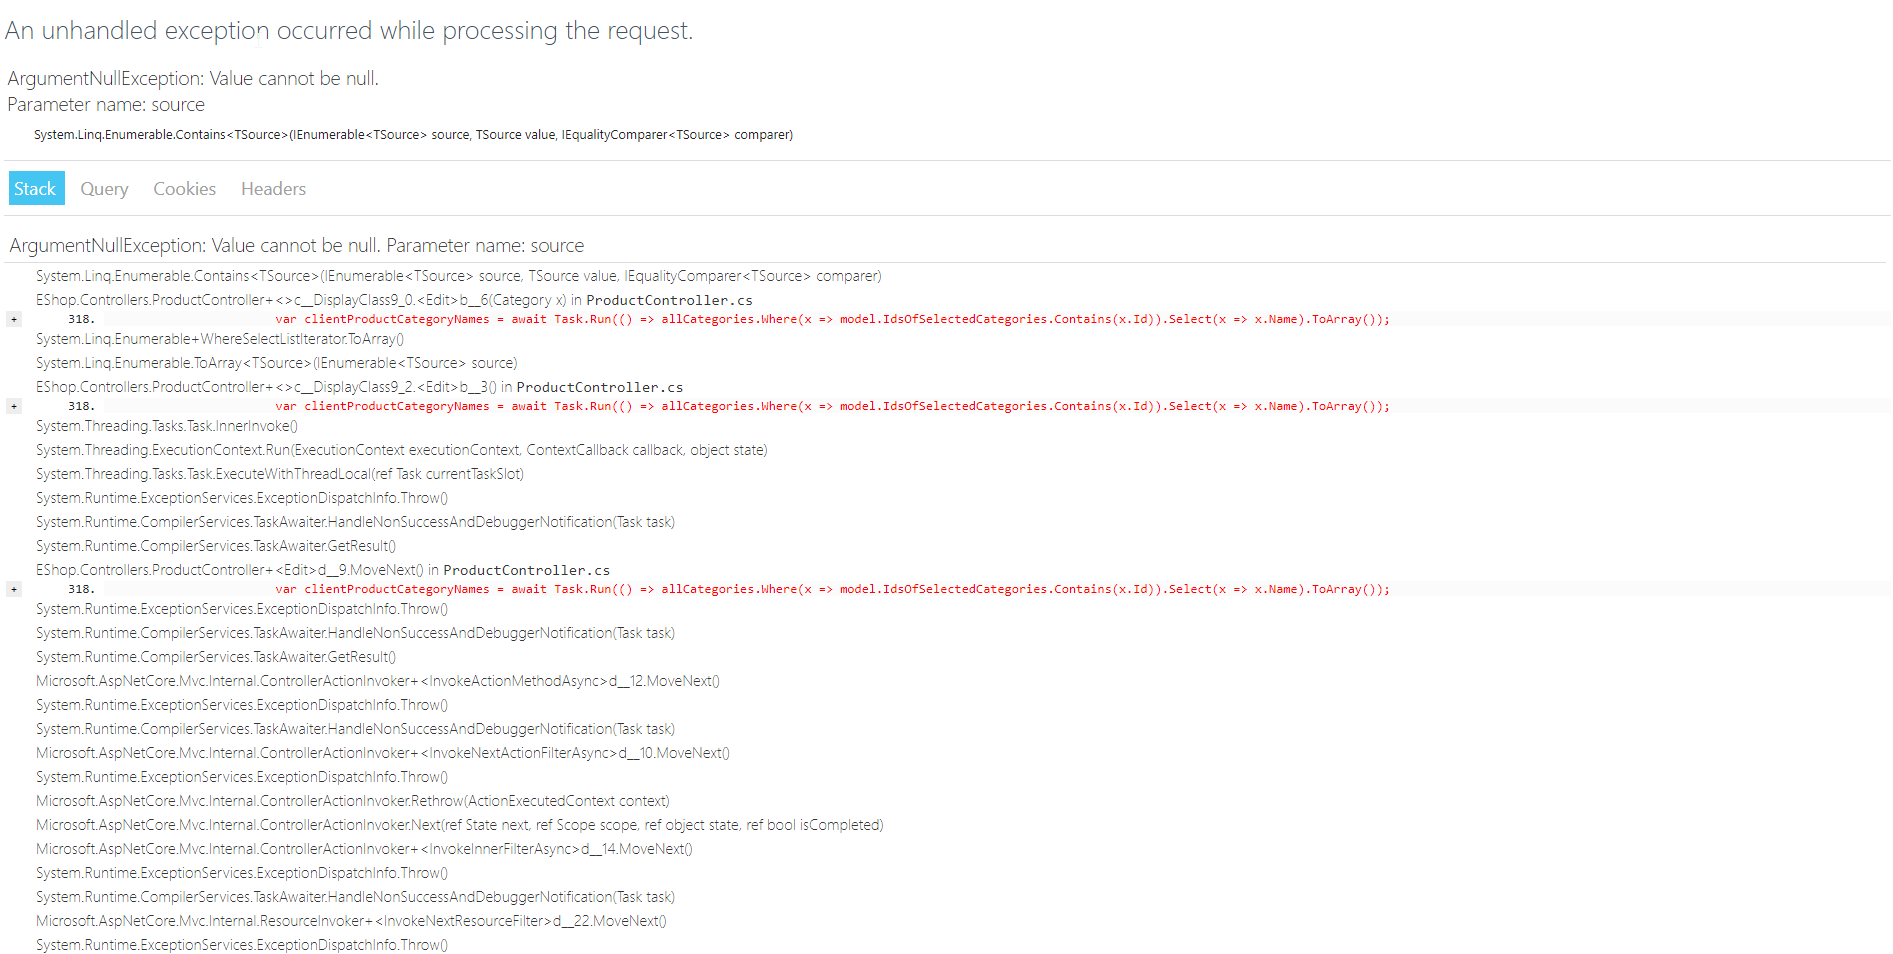 An unhandled exception occurred while processing the request.
ArgumentNullException: Value cannot be null.
Parameter name: source
System.Linq.Enumerable.Contains<TSource>(IEnumerable<TSource> source, TSource value, IEqualityComparer<TSource> comparer)
Stack Query Cookies Headers
ArgumentNullException: Value cannot be null. Parameter name: source
System.Linq.Enumerable.Contains<TSource>(IEnumerable<TSource> source, TSource value, IEqualityComparer<TSource> comparer)
EShop.Controllers.ProductController+<>c__DisplayClass9_0.<Edit>b__6(Category x) in ProductController.cs
+ 318. var clientProductCategoryNames = await Task.Run(() => allCategories.Where(x => model.IdsOfSelectedCategories.Contains(x.Id)).Select(x => x.Name).ToArray());
System.Linq.Enumerable+WhereSelectListIterator.ToArray()
System.Linq.Enumerable.ToArray<TSource>(IEnumerable<TSource> source)
EShop.Controllers.ProductController+<>c__DisplayClass9_2.<Edit>b__3() in ProductController.cs
+ 318. var clientProductCategoryNames = await Task.Run(() => allCategories.Where(x => model.IdsOfSelectedCategories.Contains(x.Id)).Select(x => x.Name).ToArray());
System.Threading.Tasks.Task.InnerInvoke()
System.Threading.ExecutionContext.Run(ExecutionContext executionContext, ContextCallback callback, object state)
System.Threading.Tasks.Task.ExecuteWithThreadLocal(ref Task currentTaskSlot)
System.Runtime.ExceptionServices.ExceptionDispatchInfo.Throw()
System.Runtime.CompilerServices.TaskAwaiter.HandleNonSuccessAndDebuggerNotification(Task task)
System.Runtime.CompilerServices.TaskAwaiter.GetResult()
EShop.Controllers.ProductController+<Edit>d__9.MoveNext() in ProductController.cs
+ 318. var clientProductCategoryNames = await Task.Run(() => allCategories.Where(x => model.IdsOfSelectedCategories.Contains(x.Id)).Select(x => x.Name).ToArray());
System.Runtime.ExceptionServices.ExceptionDispatchInfo.Throw()
System.Runtime.CompilerServices.TaskAwaiter.HandleNonSuccessAndDebuggerNotification(Task task)
System.Runtime.CompilerServices.TaskAwaiter.GetResult()
Microsoft.AspNetCore.Mvc.Internal.ControllerActionInvoker+<InvokeActionMethodAsync>d__12.MoveNext()
System.Runtime.ExceptionServices.ExceptionDispatchInfo.Throw()
System.Runtime.CompilerServices.TaskAwaiter.HandleNonSuccessAndDebuggerNotification(Task task)
Microsoft.AspNetCore.Mvc.Internal.ControllerActionInvoker+<InvokeNextActionFilterAsync>d__10.MoveNext()
System.Runtime.ExceptionServices.ExceptionDispatchInfo.Throw()
Microsoft.AspNetCore.Mvc.Internal.ControllerActionInvoker.Rethrow(ActionExecutedContext context)
Microsoft.AspNetCore.Mvc.Internal.ControllerActionInvoker.Next(ref State next, ref Scope scope, ref object state, ref bool isCompleted)
Microsoft.AspNetCore.Mvc.Internal.ControllerActionInvoker+<InvokeInnerFilterAsync>d__14.MoveNext()
System.Runtime.ExceptionServices.ExceptionDispatchInfo.Throw()
System.Runtime.CompilerServices.TaskAwaiter.HandleNonSuccessAndDebuggerNotification(Task task)
Microsoft.AspNetCore.Mvc.Internal.ResourceInvoker+<InvokeNextResourceFilter>d__22.MoveNext()
System.Runtime.ExceptionServices.ExceptionDispatchInfo.Throw()